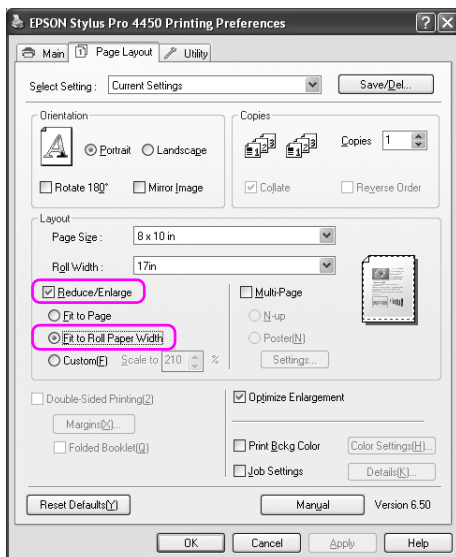 EPSON Stylus Pro 4450 Printing Preferences
Main Page Layout Utility
Select Setting : Current Settings Save/Del...
Orientation
Portrait Landscape
Rotate 180° Mirror Image
Copies
Copies 1
Collate Reverse Order
Layout
Page Size : 8 x 10 in
Roll Width : 17in
Reduce/Enlarge
Fit to Page
Fit to Roll Paper Width
Custom(F) Scale to 210 %
Multi-Page
N-up
Poster(N)
Settings...
Double-Sided Printing(2)
Margins(X)...
Folded Booklet(Q)
Optimize Enlargement
Print Bckg Color Color Settings(H)...
Job Settings Details(K)...
Reset Defaults(Y) Manual Version 6.50
OK Cancel Apply Help